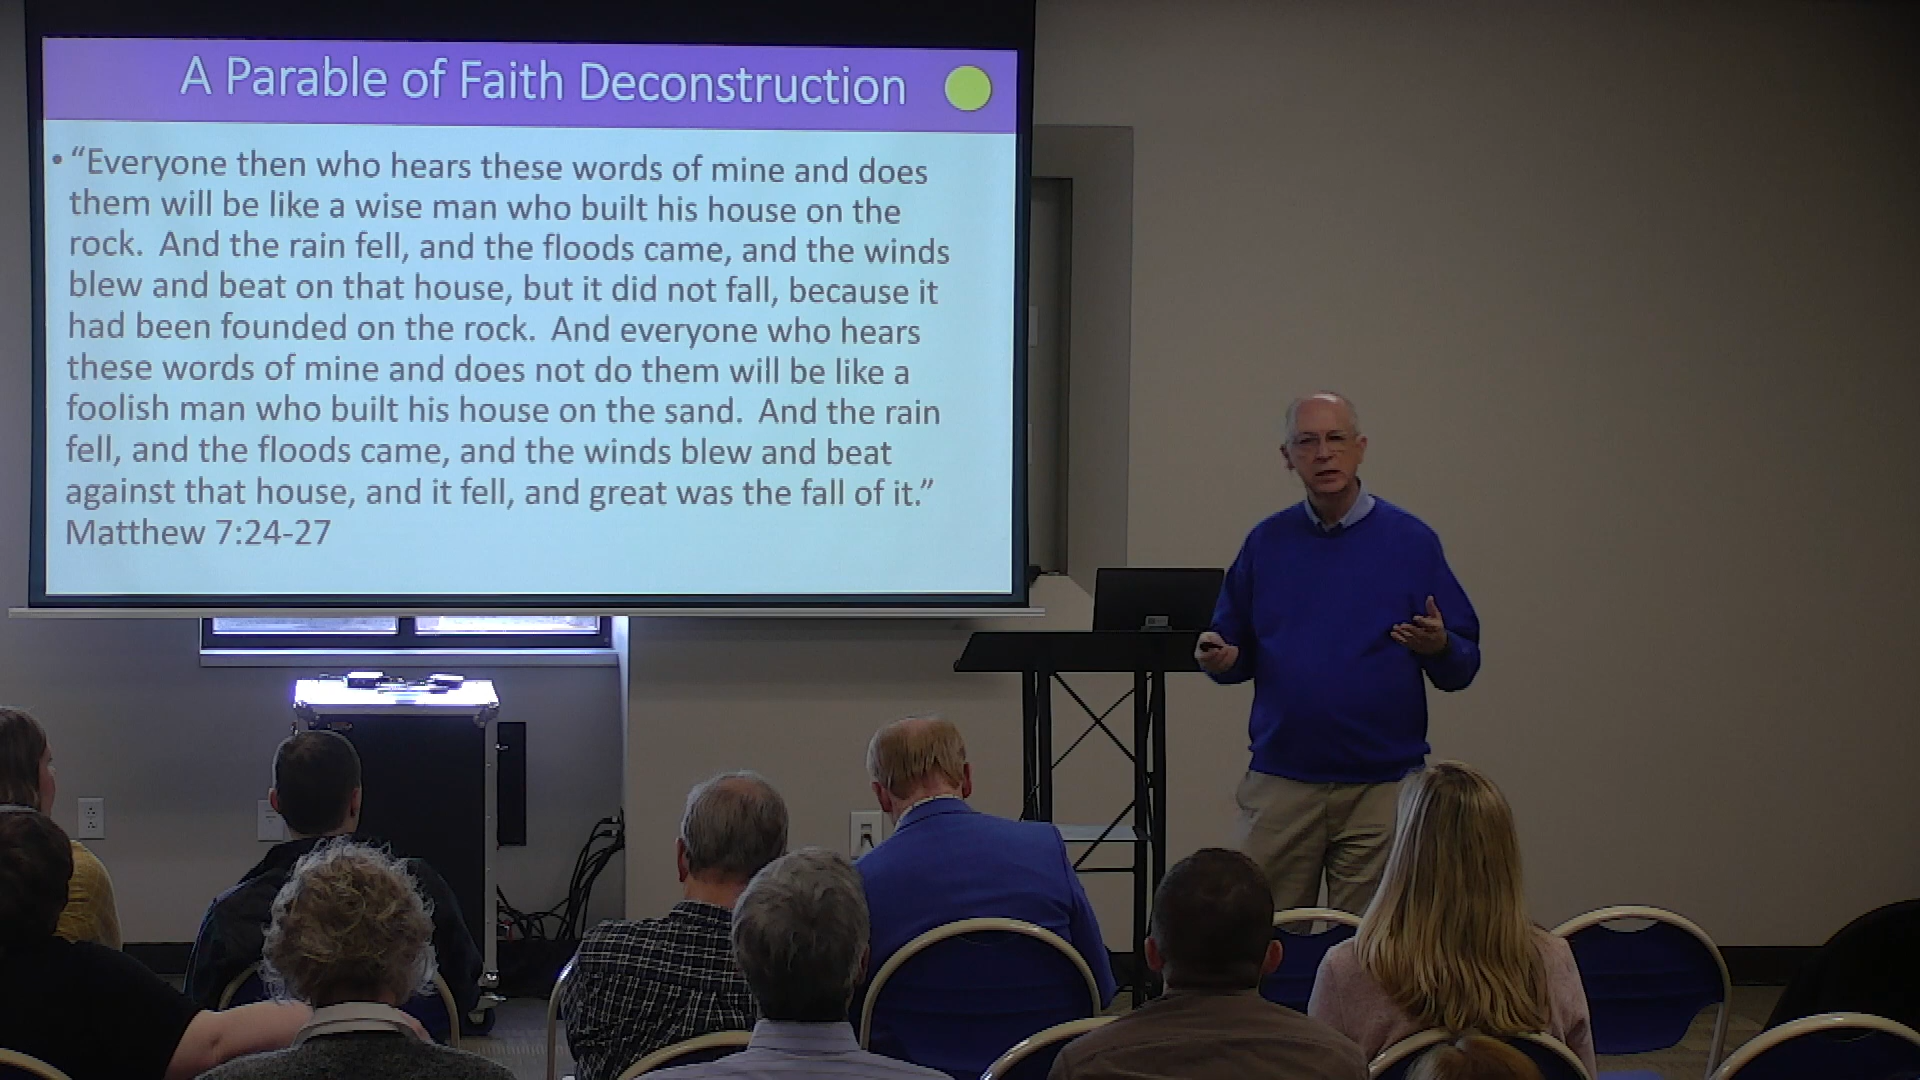 A Parable of Faith Deconstruction
• “Everyone then who hears these words of mine and does
them will be like a wise man who built his house on the
rock. And the rain fell, and the floods came, and the winds
blew and beat on that house, but it did not fall, because it
had been founded on the rock. And everyone who hears
these words of mine and does not do them will be like a
foolish man who built his house on the sand. And the rain
fell, and the floods came, and the winds blew and beat
against that house, and it fell, and great was the fall of it.”
Matthew 7:24-27